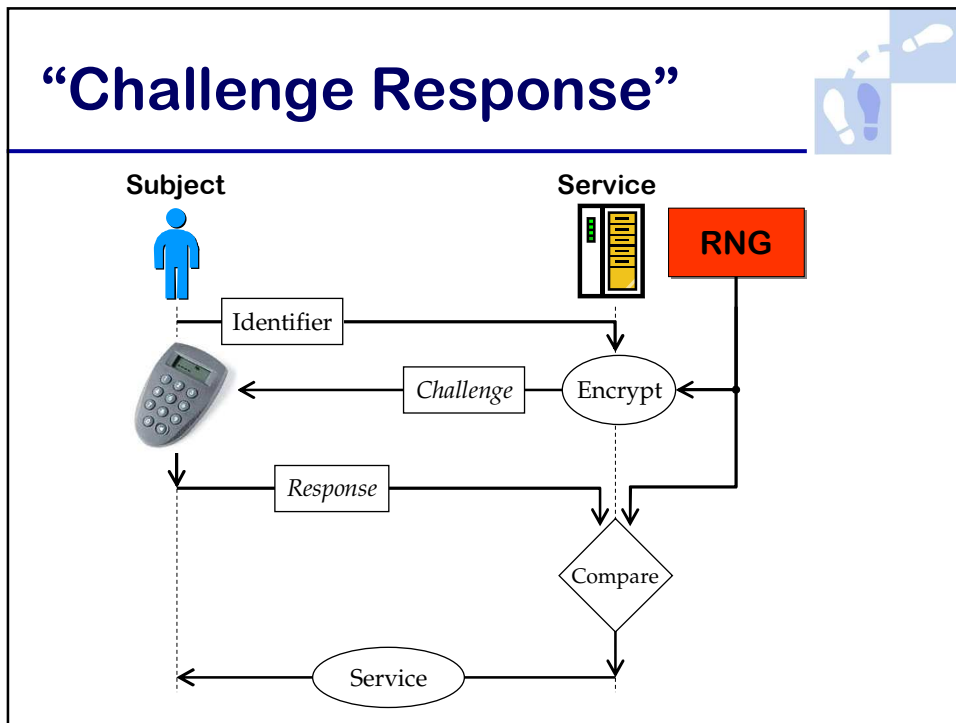 “Challenge Response”
Subject
Service
RNG
Identifier
Challenge
Encrypt
Response
Compare
Service